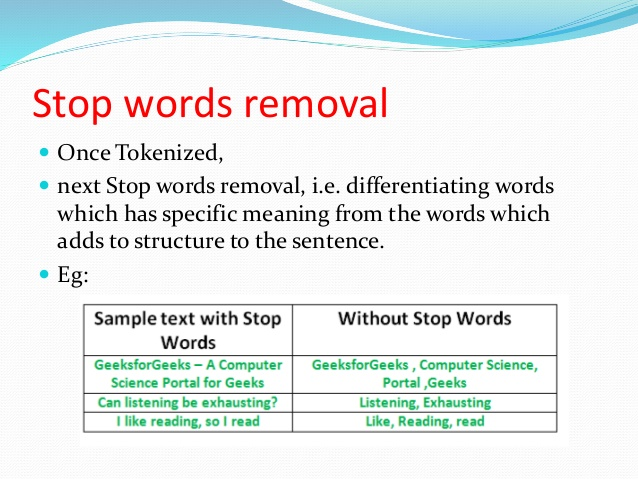 Stop words removal
Once Tokenized,
next Stop words removal, i.e. differentiating words
which has specific meaning from the words which
adds to structure to the sentence.
Eg:
Sample text with Stop
Words
Without Stop Words
GeeksforGeeks – A Computer
Science Portal for Geeks
GeeksforGeeks , Computer Science,
Portal ,Geeks
Can listening be exhausting?
Listening, Exhausting
I like reading, so I read
Like, Reading, read